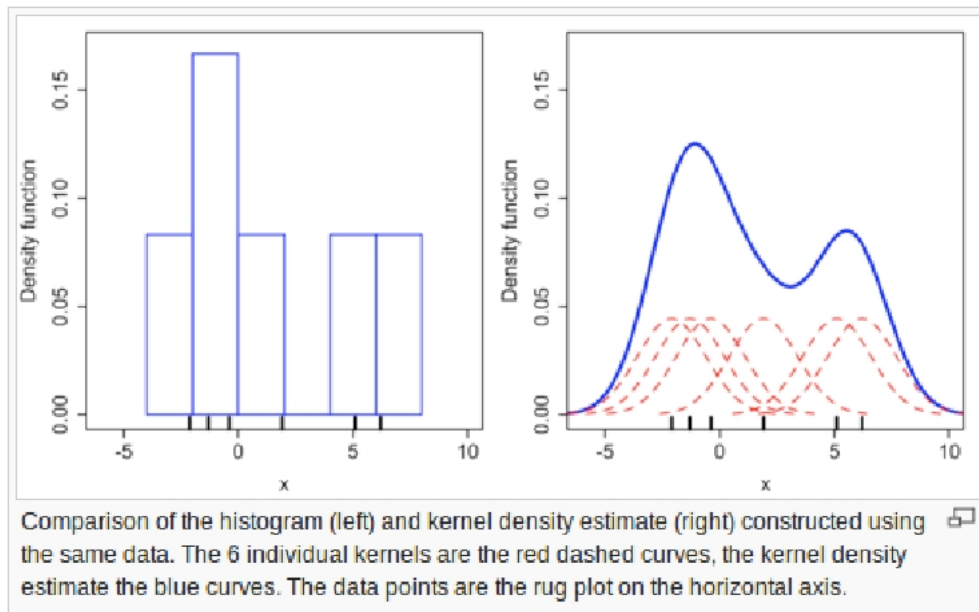 0.15
0.10
0.05
0.00
Density function
-5 0 5 10
x
0.15
0.10
0.05
0.00
Density function
-5 0 5 10
x
Comparison of the histogram (left) and kernel density estimate (right) constructed using
the same data. The 6 individual kernels are the red dashed curves, the kernel density
estimate the blue curves. The data points are the rug plot on the horizontal axis.